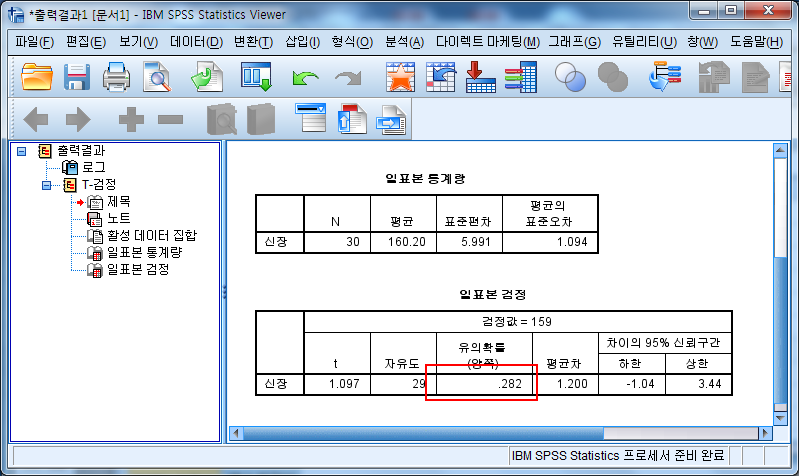 *출력결과1 [문서1] - IBM SPSS Statistics Viewer
파일(F) 편집(E) 보기(V) 데이터(D) 변환(T) 삽입(I) 형식(O) 분석(A) 다이렉트 마케팅(M) 그래프(G) 유틸리티(U) 창(W) 도움말(H)
출력결과
로그
T-검정
제목
노트
활성 데이터 집합
일표본 통계량
일표본 검정
일표본 통계량
N 평균 표준편차 평균의
표준오차
신장 30 160.20 5.991 1.094
일표본 검정
검정값 = 159
t 자유도 유의확률
(양쪽) 평균차 차이의 95% 신뢰구간
하한 상한
신장 1.097 29 .282 1.200 -1.04 3.44
IBM SPSS Statistics 프로세서 준비 완료